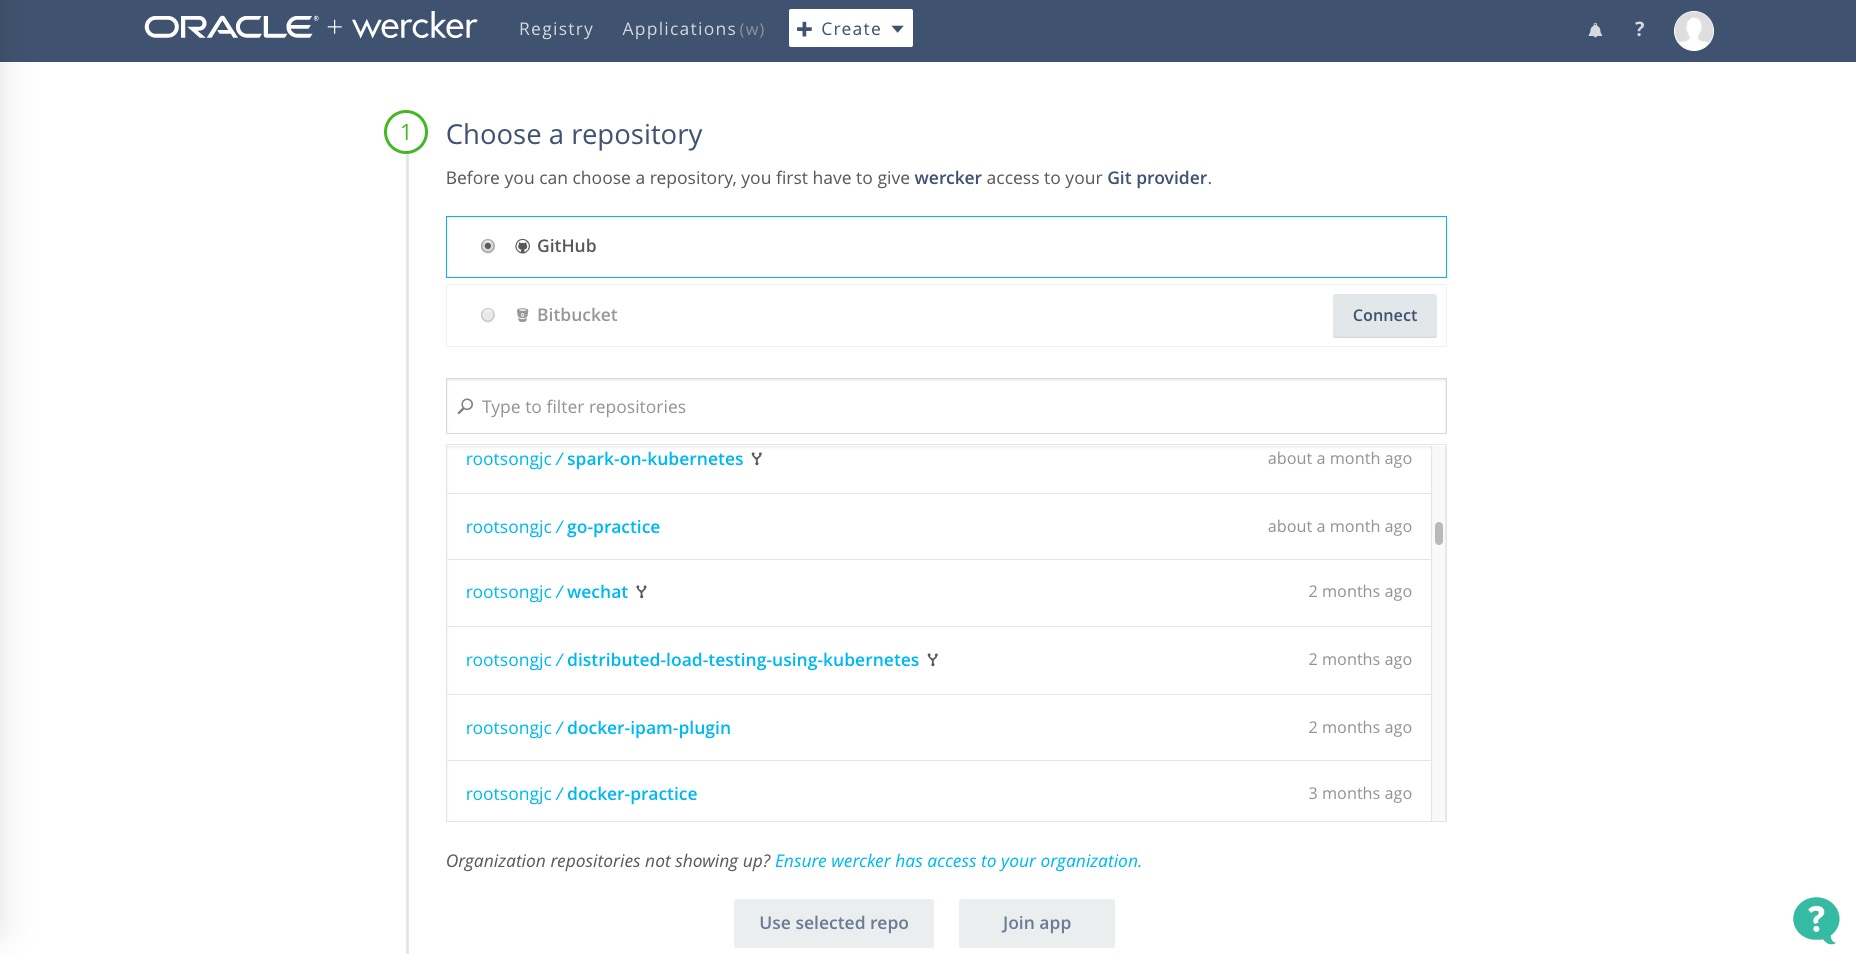 ORACLE® + wercker Registry Applications (w) + Create ?
1 Choose a repository
Before you can choose a repository, you first have to give wercker access to your Git provider.
GitHub
Bitbucket Connect
Type to filter repositories
rootsongjc / spark-on-kubernetes about a month ago
rootsongjc / go-practice about a month ago
rootsongjc / wechat 2 months ago
rootsongjc / distributed-load-testing-using-kubernetes 2 months ago
rootsongjc / docker-ipam-plugin 2 months ago
rootsongjc / docker-practice 3 months ago
Organization repositories not showing up? Ensure wercker has access to your organization.
Use selected repo Join app
?